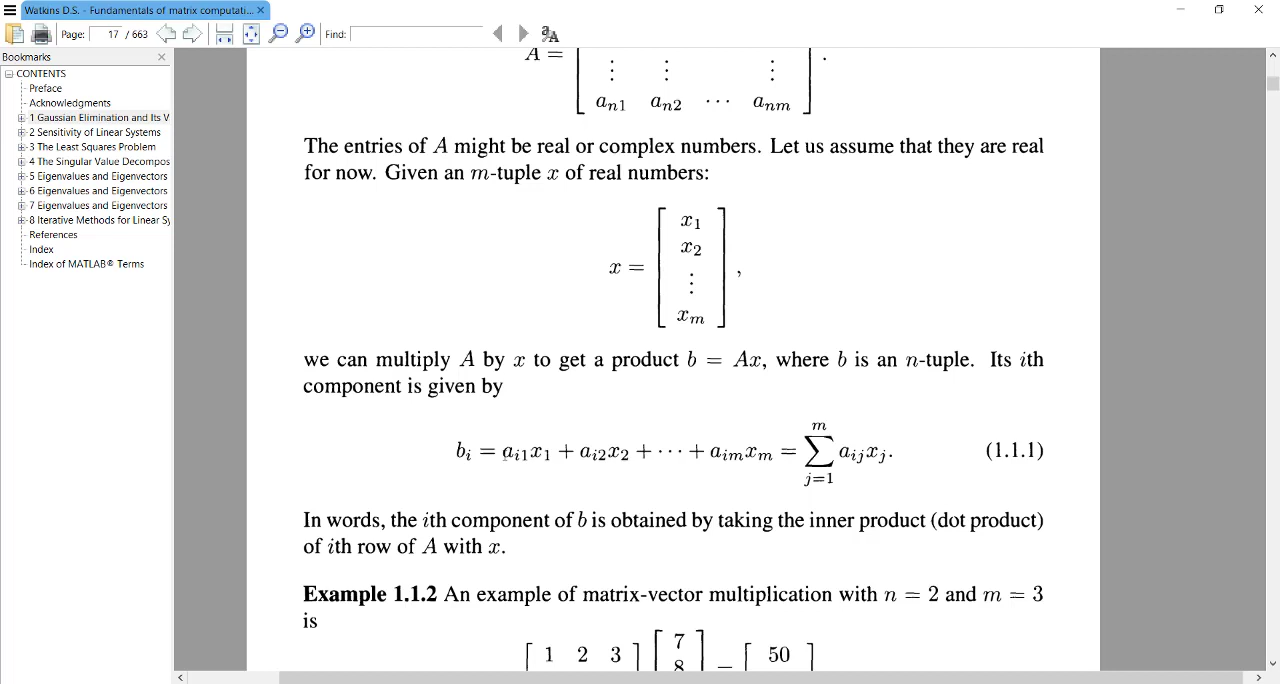 Watkins D.S. - Fundamentals of matrix computati...
Page: 17 / 663 Find:
Bookmarks
CONTENTS
Preface
Acknowledgments
1 Gaussian Elimination and Its V
2 Sensitivity of Linear Systems
3 The Least Squares Problem
4 The Singular Value Decompos
5 Eigenvalues and Eigenvectors
6 Eigenvalues and Eigenvectors
7 Eigenvalues and Eigenvectors
8 Iterative Methods for Linear Sy
References
Index
Index of MATLAB® Terms
A = [
⋮ ⋮ ⋮
a_{n1} a_{n2} ⋯ a_{nm}
] .
The entries of A might be real or complex numbers. Let us assume that they are real
for now. Given an m-tuple x of real numbers:
x = [
x_1
x_2
⋮
x_m
] ,
we can multiply A by x to get a product b = Ax, where b is an n-tuple. Its ith
component is given by
b_i = a_{i1}x_1 + a_{i2}x_2 + ⋯ + a_{im}x_m = ∑_{j=1}^{m} a_{ij}x_j. (1.1.1)
In words, the ith component of b is obtained by taking the inner product (dot product)
of ith row of A with x.
Example 1.1.2 An example of matrix-vector multiplication with n = 2 and m = 3
is
[ 1 2 3 ] [ 7
8 ] = [ 50 ]